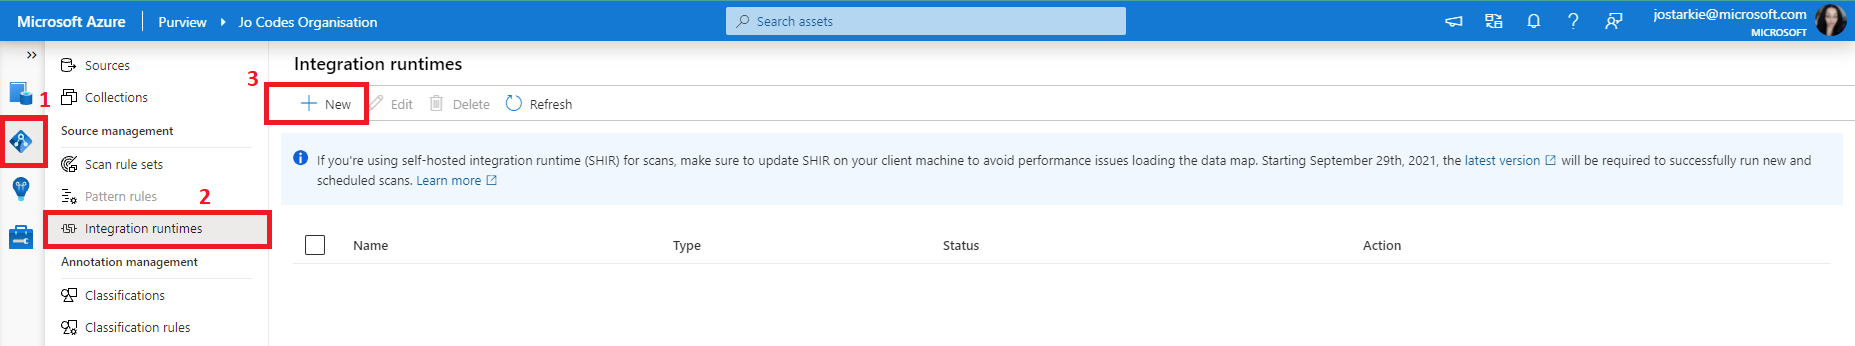 Microsoft Azure Purview Jo Codes Organisation Search assets jostarkie@microsoft.com
MICROSOFT
Sources
Collections
Source management
Scan rule sets
Pattern rules
Integration runtimes
Annotation management
Classifications
Classification rules
1
2
3
Integration runtimes
New Edit Delete Refresh
If you're using self-hosted integration runtime (SHIR) for scans, make sure to update SHIR on your client machine to avoid performance issues loading the data map. Starting September 29th, 2021, the latest version will be required to successfully run new and
scheduled scans. Learn more
Name Type Status Action